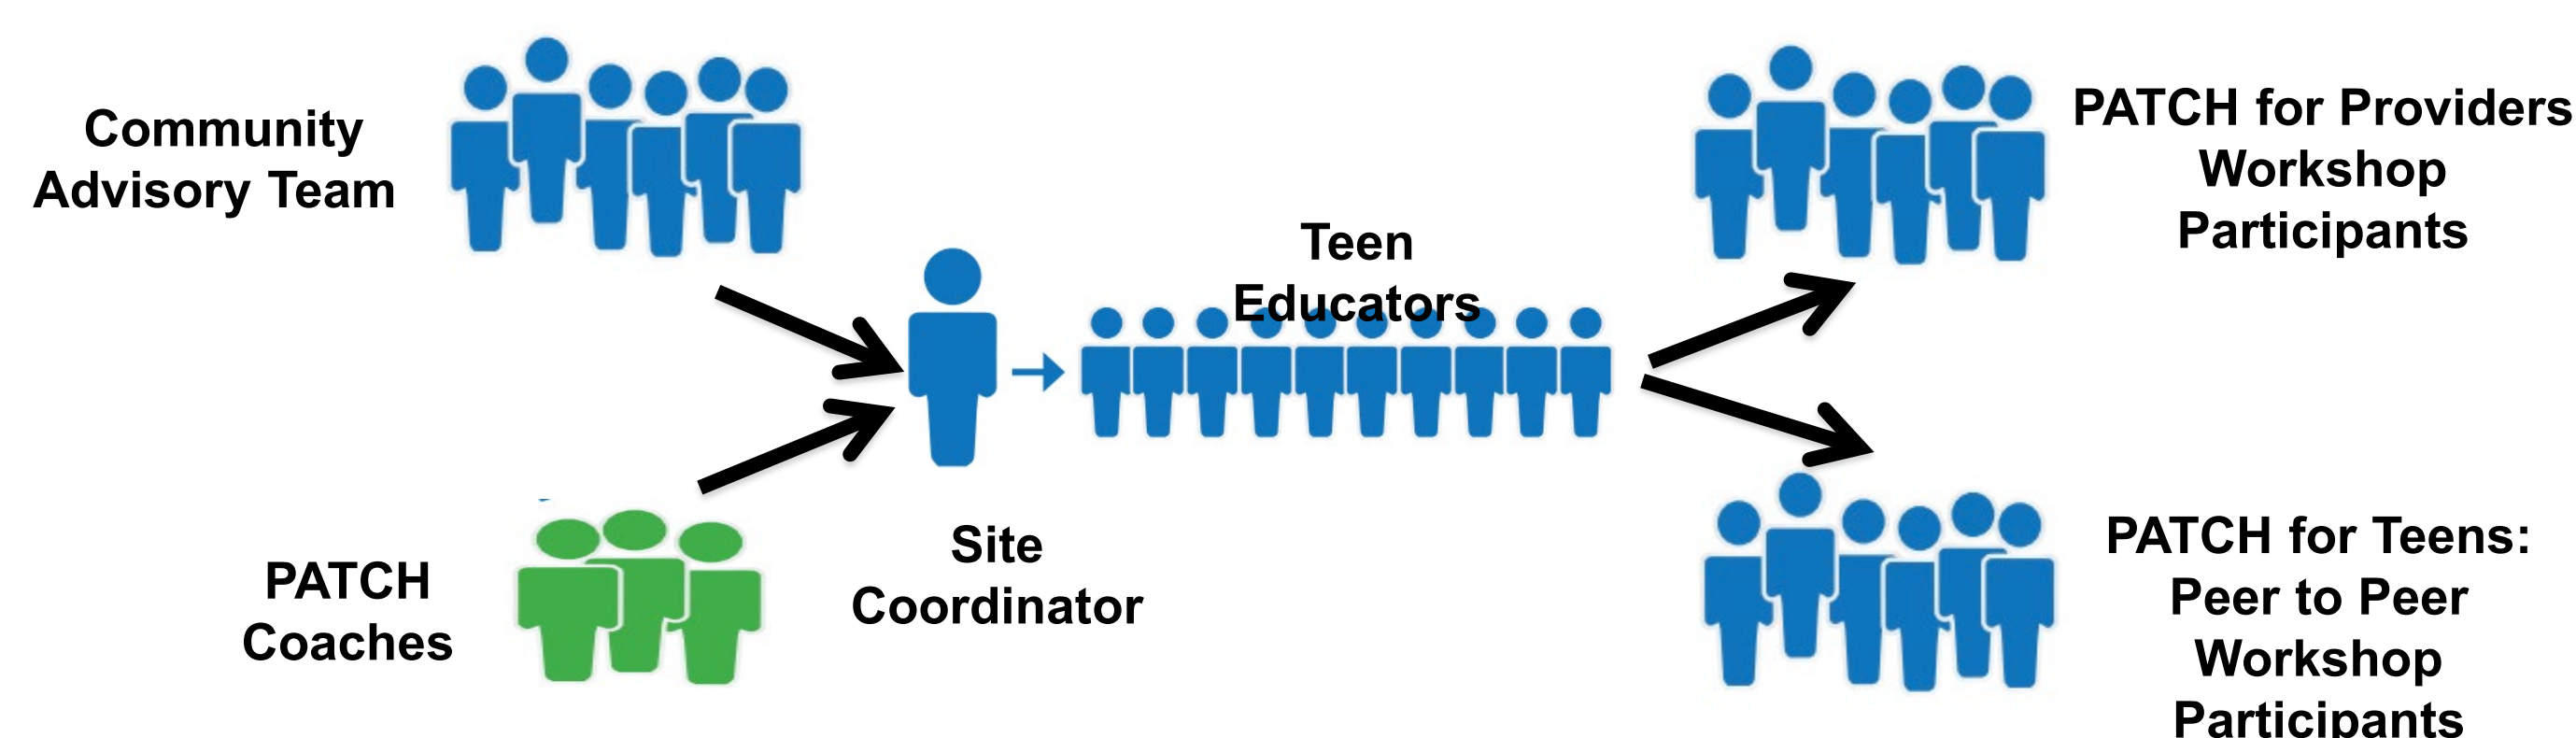 Community
Advisory Team
PATCH
Coaches
Site
Coordinator
Teen
Educators
PATCH for Providers
Workshop
Participants
PATCH for Teens:
Peer to Peer
Workshop
Participants